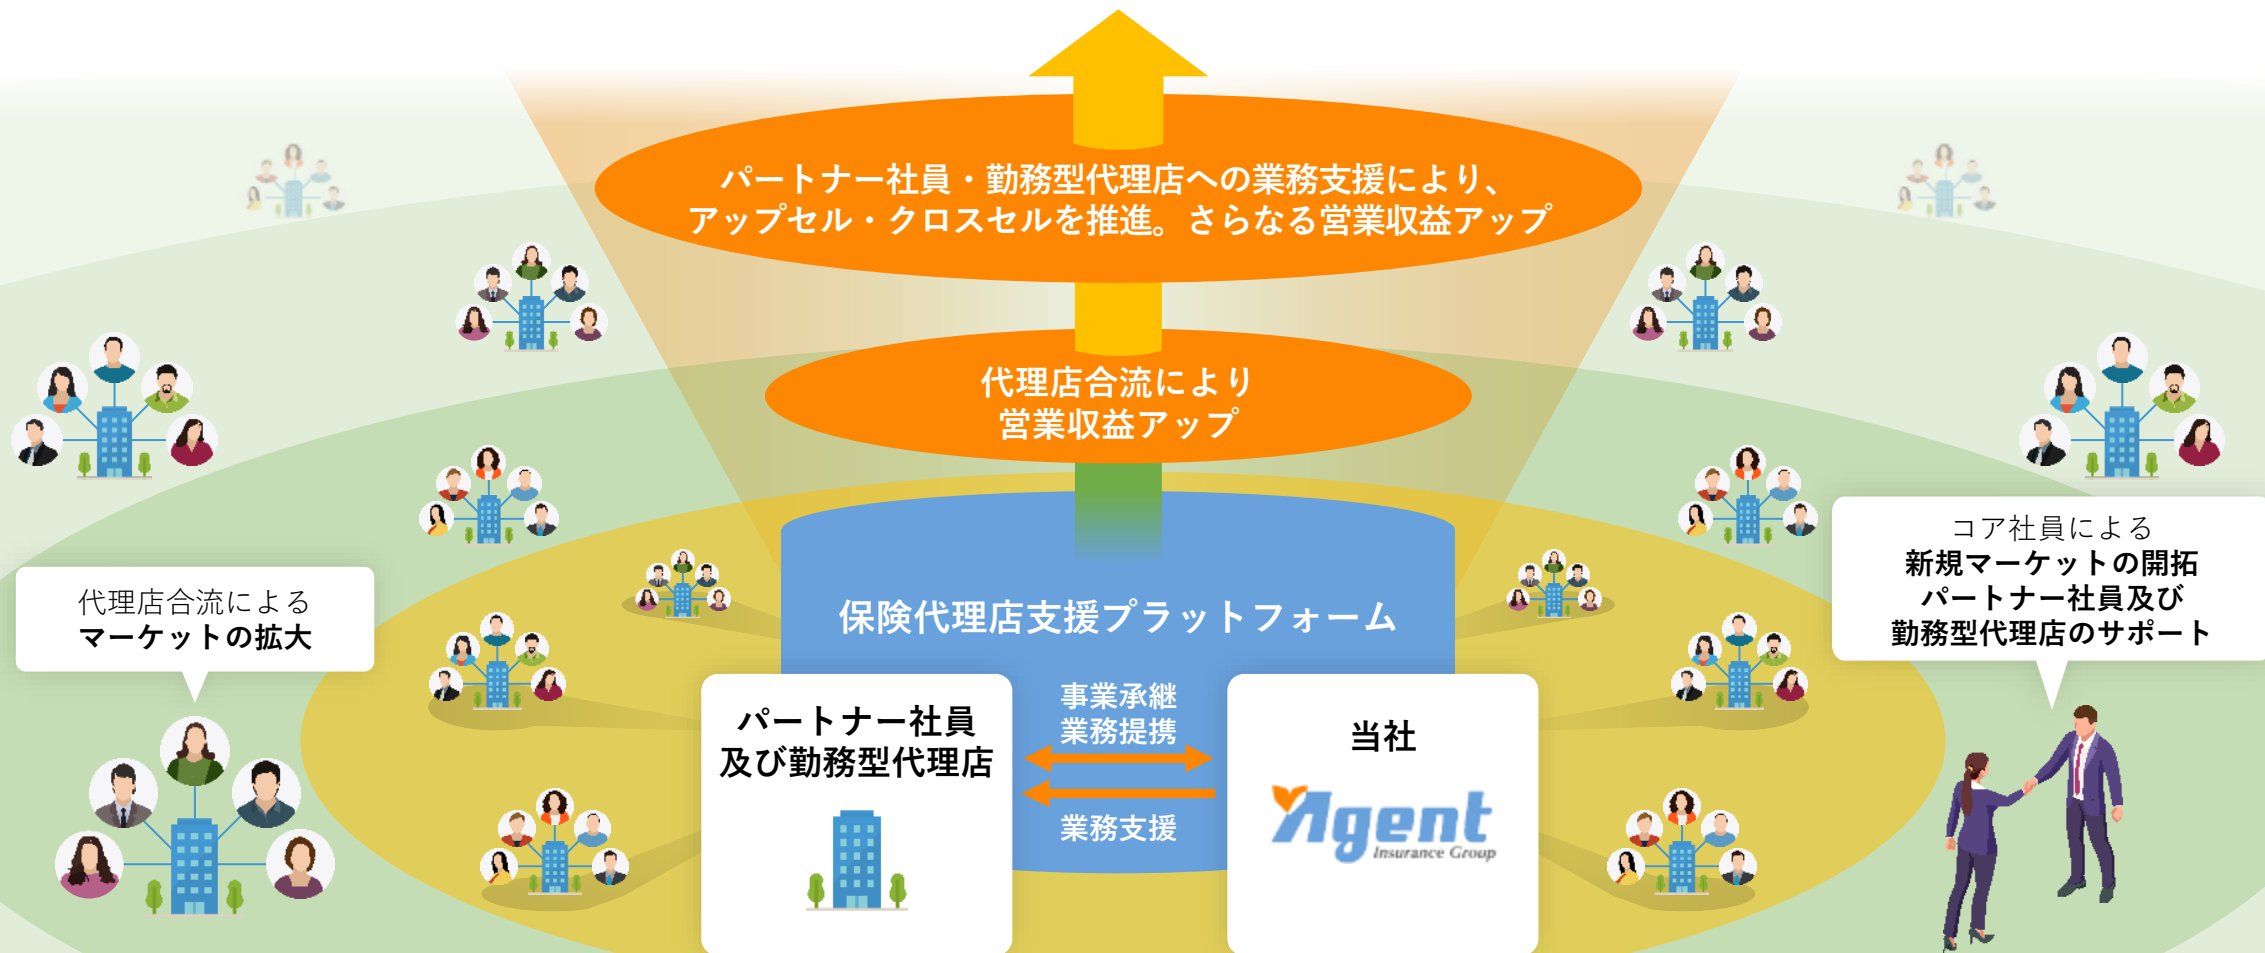 パートナー社員・勤務型代理店への業務支援により、
アップセル・クロスセルを推進。さらなる営業収益アップ
代理店合流により
営業収益アップ
代理店合流による
マーケットの拡大
コア社員による
新規マーケットの開拓
パートナー社員及び
勤務型代理店のサポート
保険代理店支援プラットフォーム
パートナー社員
及び勤務型代理店
事業承継
業務提携
業務支援
当社
Agent
Insurance Group